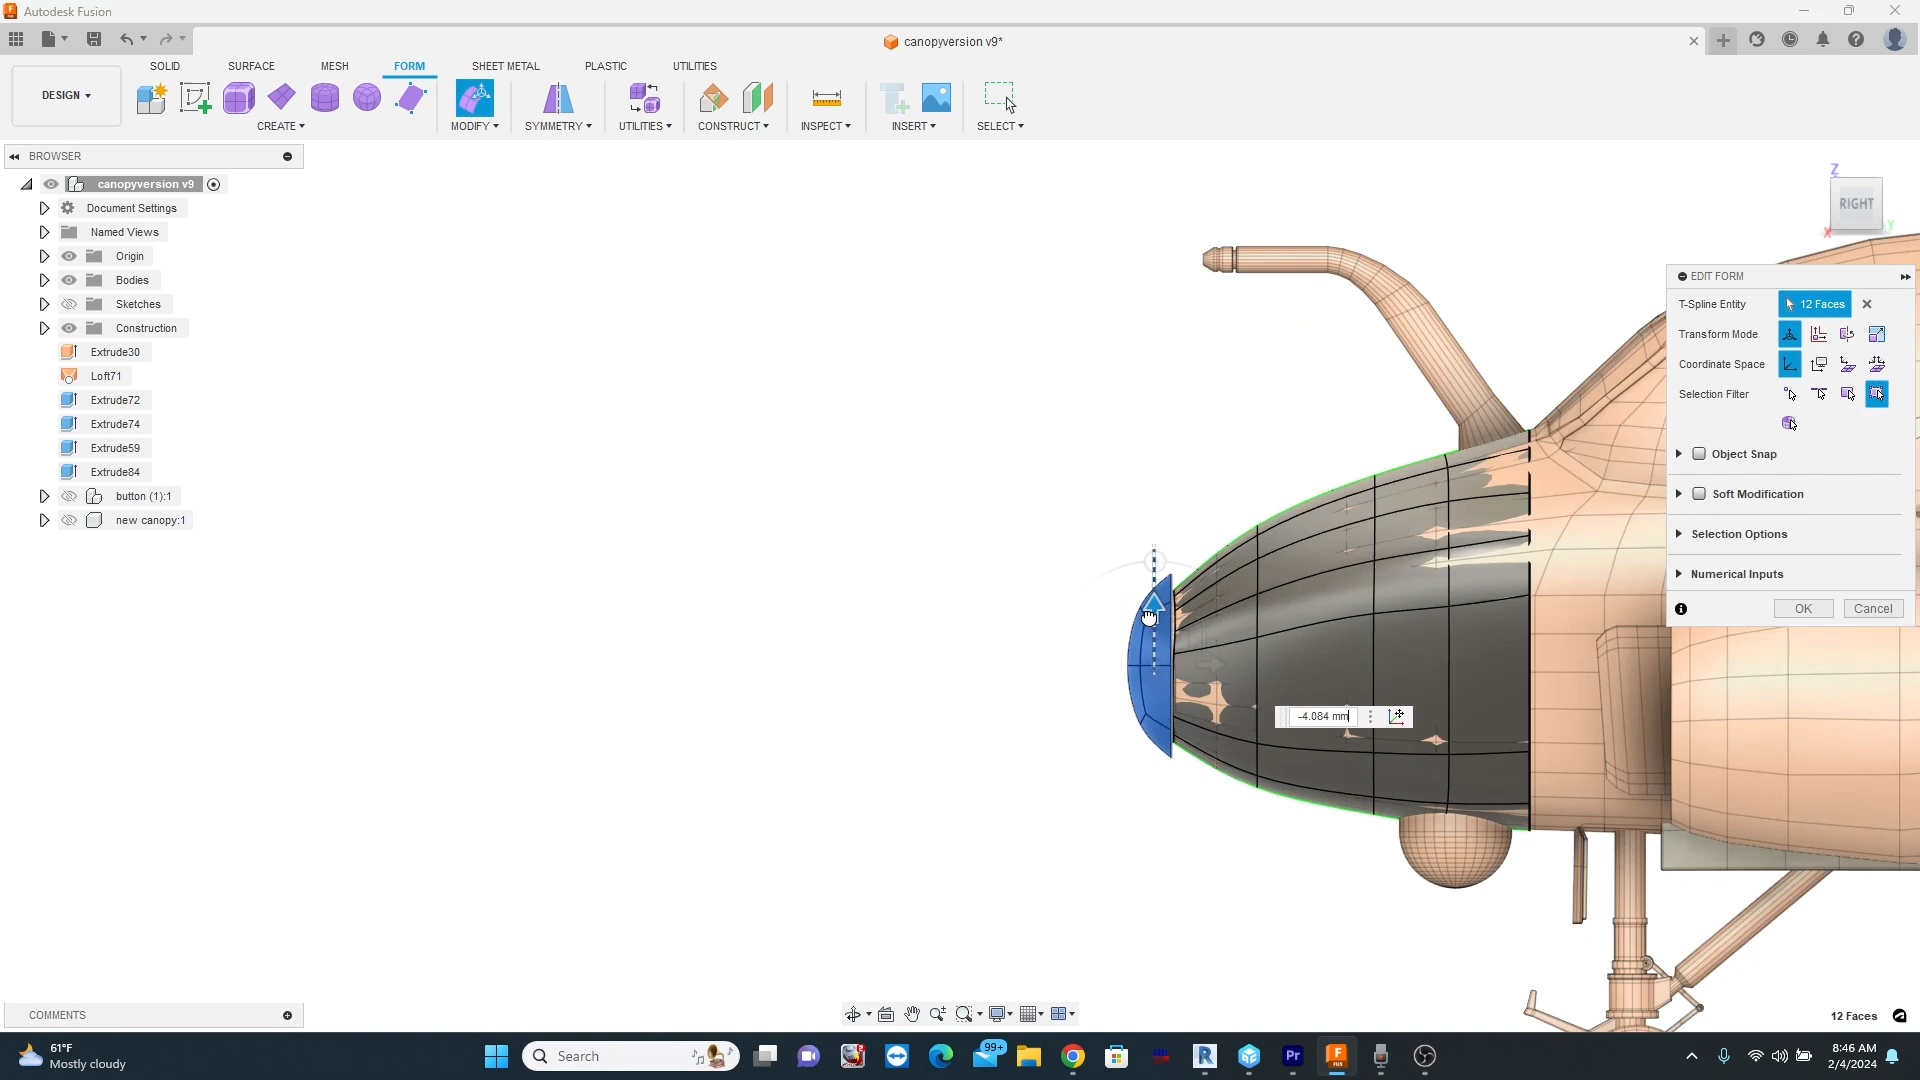 Autodesk Fusion
canopyversion v9*
DESIGN
SOLID
SURFACE
MESH
FORM
SHEET METAL
PLASTIC
UTILITIES
CREATE
MODIFY
SYMMETRY
UTILITIES
CONSTRUCT
INSPECT
INSERT
SELECT
BROWSER
canopyversion v9
Document Settings
Named Views
Origin
Bodies
Sketches
Construction
Extrude30
Loft71
Extrude72
Extrude74
Extrude59
Extrude84
button (1):1
new canopy:1
Z
RIGHT
X
Y
EDIT FORM
T-Spline Entity
12 Faces
Transform Mode
Coordinate Space
Selection Filter
Object Snap
Soft Modification
Selection Options
Numerical Inputs
OK
Cancel
-4.084 mm
COMMENTS
12 Faces
61°F
Mostly cloudy
Search
99+
8:46 AM
2/4/2024